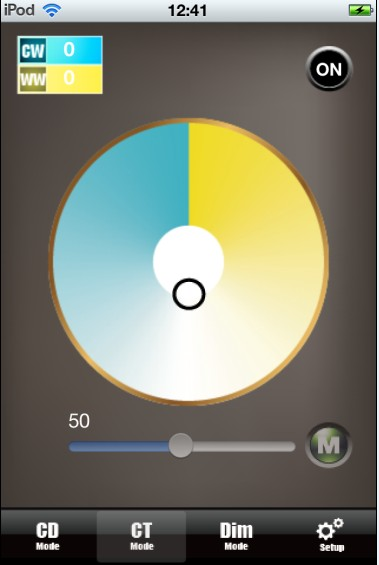 iPod 12:41
CW 0
ON
WW 0
50
M
CD CT Dim
Mode Mode Mode Setup